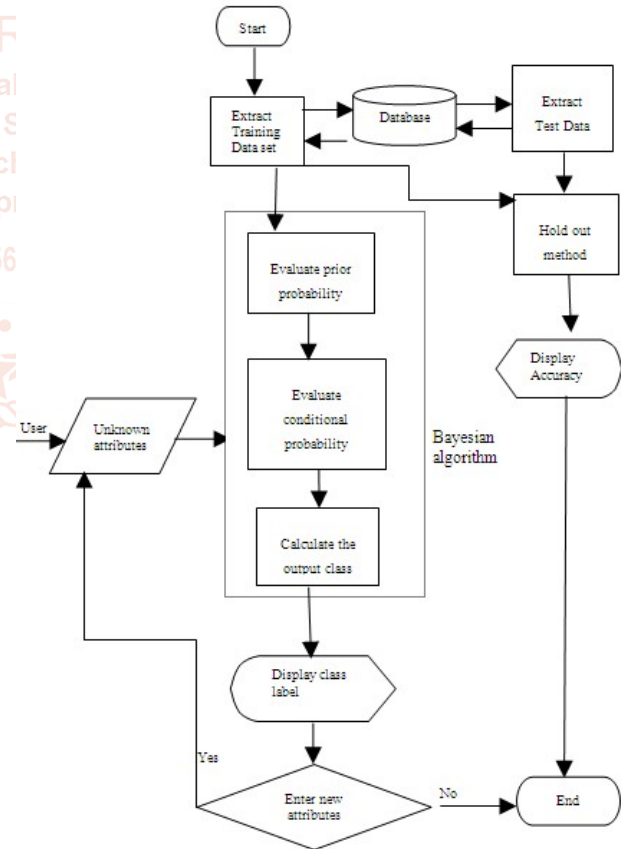 Start
Extract
Training
Data set
Database
Extract
Test Data
Hold out
method
Evaluate prior
probability
Display
Accuracy
Evaluate
conditional
probability
User
Unknown
attributes
Bayesian
algorithm
Calculate the
output class
Display class
label
Yes
Enter new
attributes
No
End